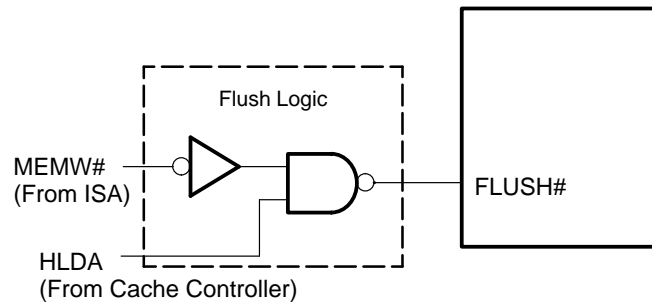 Flush Logic
MEMW#
(From ISA)
FLUSH#
HLDA
(From Cache Controller)